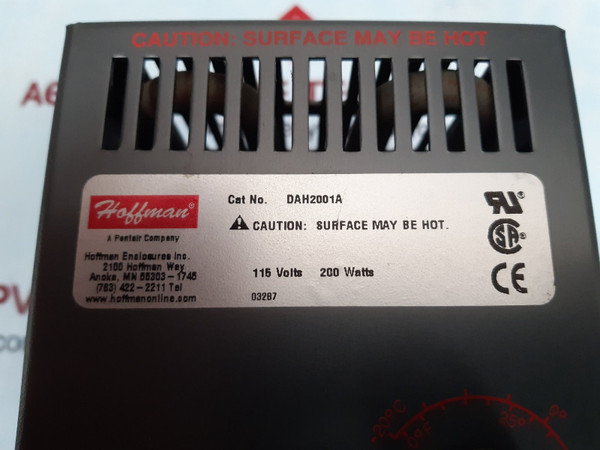 CAUTION: SURFACE MAY BE HOT
Hoffman
A Pentair Company
Hoffman Enclosures Inc.
2100 Hoffman Way
Anoka, MN 55303-1745
(763) 422-2211 Tel
www.hoffmanonline.com
Cat No. DAH2001A
CAUTION: SURFACE MAY BE HOT.
115 Volts 200 Watts
03287
CE
25°
0°